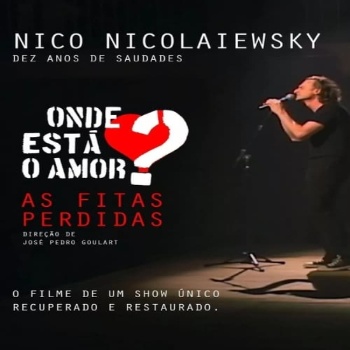 NICO NICOLAIEWSKY
DEZ ANOS DE SAUDADES
ONDE
ESTÁ
O AMOR?
AS FITAS
PERDIDAS
DIREÇÃO DE
JOSÉ PEDRO GOULART
O FILME DE UM SHOW ÚNICO
RECUPERADO E RESTAURADO.